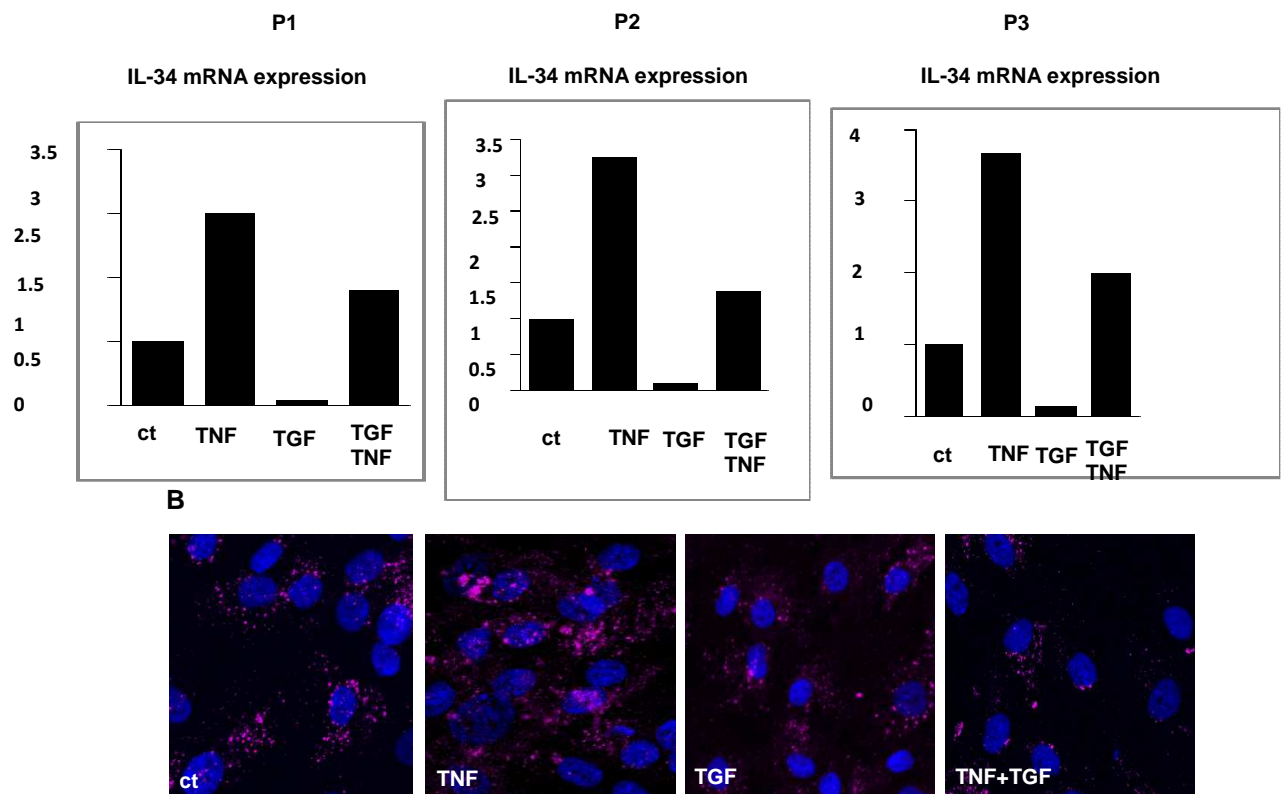 P1
P2
P3
IL-34 mRNA expression
IL-34 mRNA expression
IL-34 mRNA expression
3.5
3
2.5
1.5
1
0.5
0
ct
TNF
TGF
TGF
TNF
3.5
3
2.5
2
1.5
1
0.5
0
ct
TNF
TGF
TGF
TNF
4
3
2
1
0
ct
TNF
TGF
TGF
TNF
B
ct
TNF
TGF
TNF+TGF